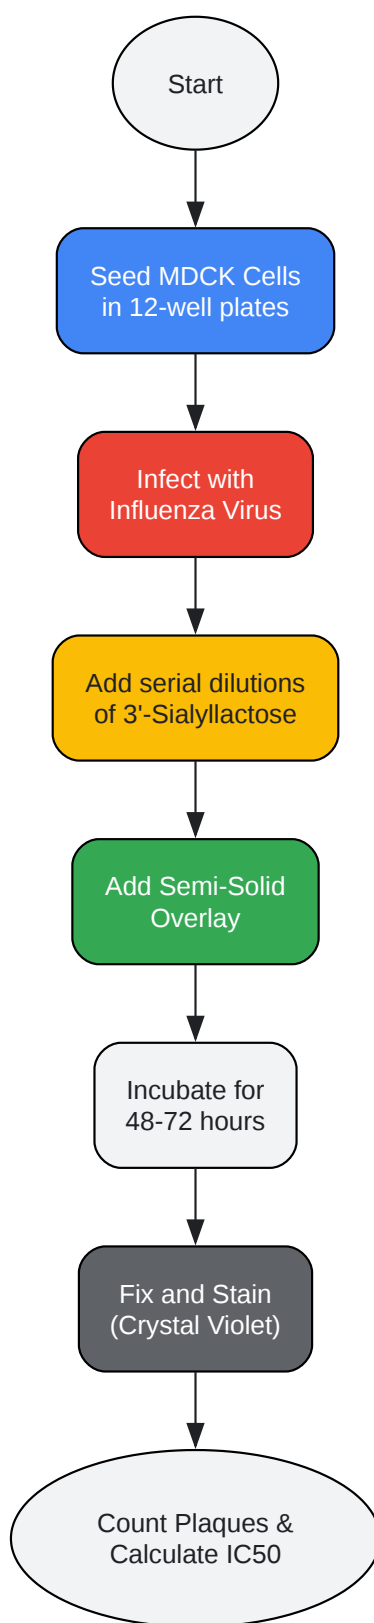 Start
Seed MDCK Cells
in 12-well plates
Infect with
Influenza Virus
Add serial dilutions
of 3'-Sialyllactose
Add Semi-Solid
Overlay
Incubate for
48-72 hours
Fix and Stain
(Crystal Violet)
Count Plaques &
Calculate IC50